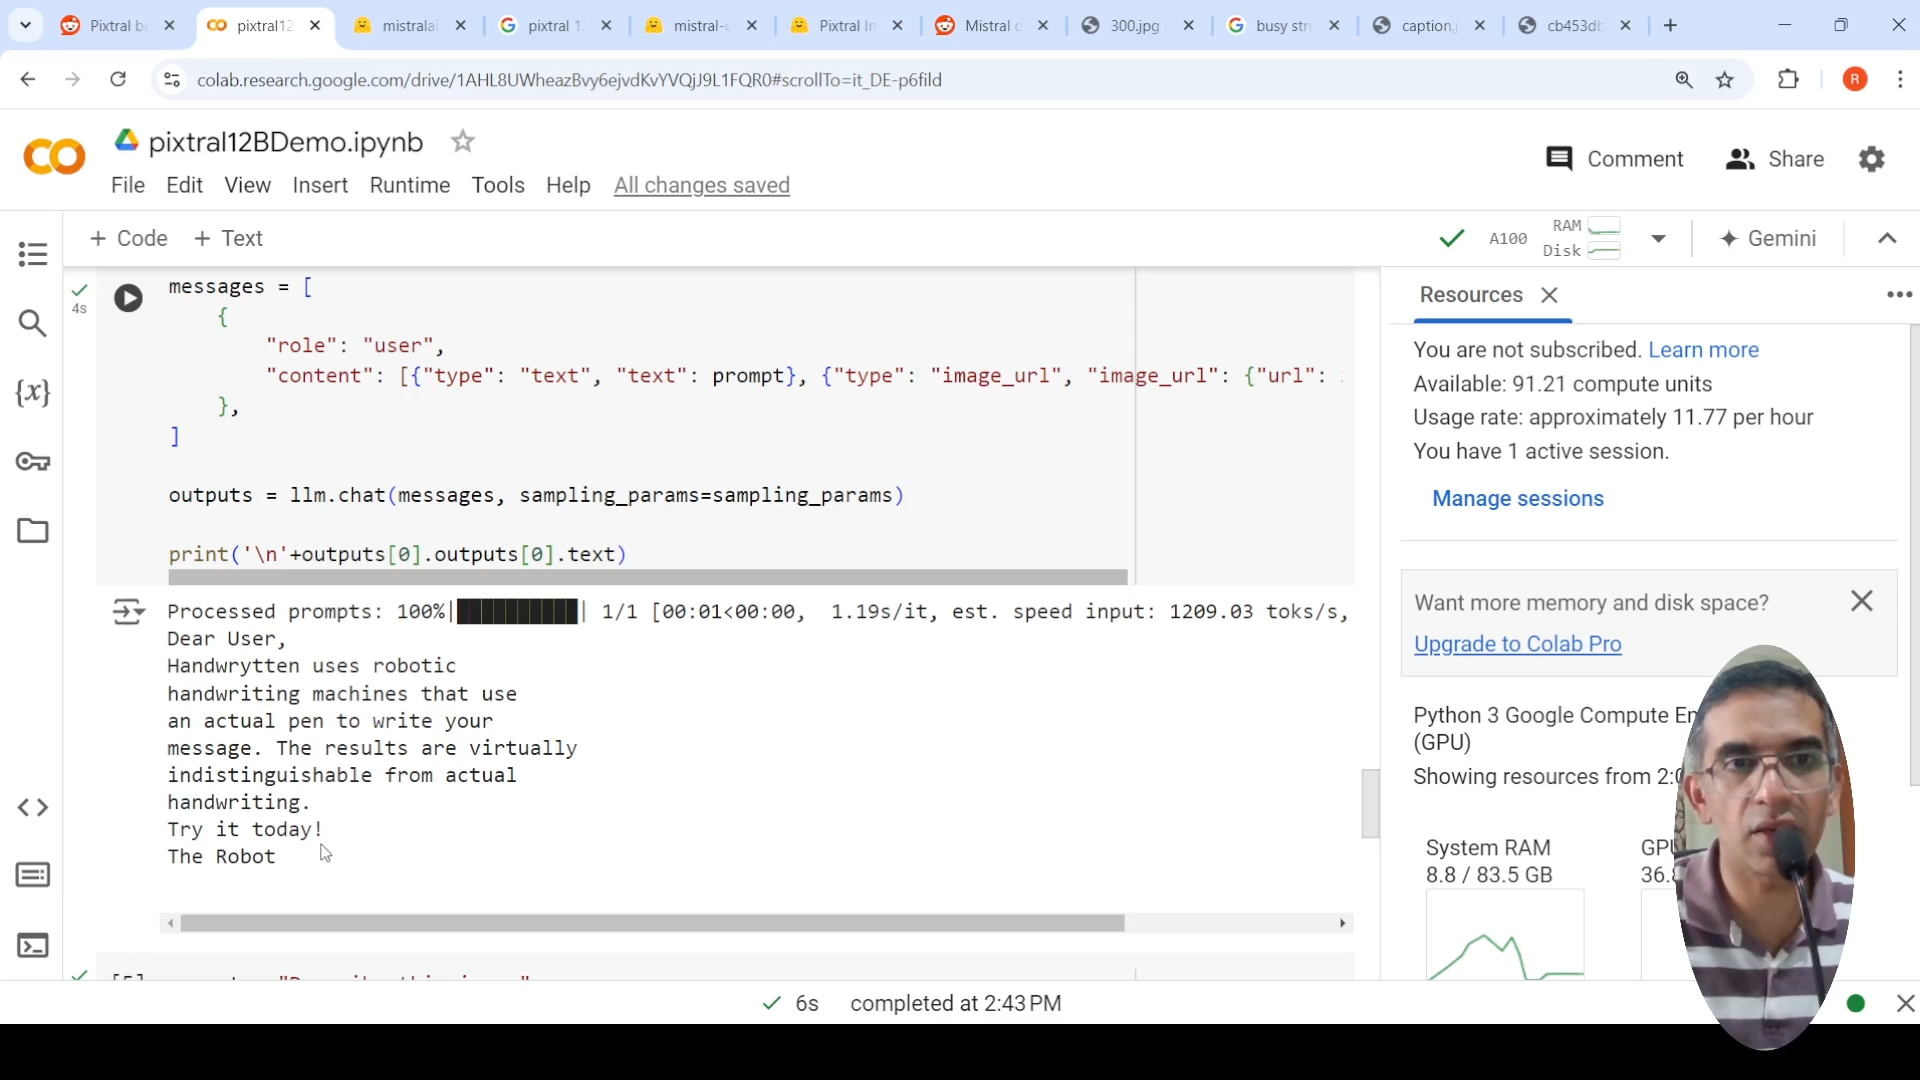 Pixtral be
pixtral12
mistralai
pixtral 1
mistral-c
Pixtral In
Mistral c
300.jpg
busy stre
caption.j
cb453db
colab.research.google.com/drive/1AHL8UWheazBvy6ejvdKvYVQjJ9L1FQR0#scrollTo=it_DE-p6fild
R
pixtral12BDemo.ipynb
Comment
Share
File Edit View Insert Runtime Tools Help All changes saved
+ Code + Text
A100
RAM
Disk
Gemini
4s
messages = [
{
"role": "user",
"content": [{"type": "text", "text": prompt}, {"type": "image_url", "image_url": {"url":
},
]
outputs = llm.chat(messages, sampling_params=sampling_params)
print('\n'+outputs[0].outputs[0].text)
Processed prompts: 100%|██████████| 1/1 [00:01<00:00, 1.19s/it, est. speed input: 1209.03 toks/s,
Dear User,
Handwrytten uses robotic
handwriting machines that use
an actual pen to write your
message. The results are virtually
indistinguishable from actual
handwriting.
Try it today!
The Robot
Resources
You are not subscribed. Learn more
Available: 91.21 compute units
Usage rate: approximately 11.77 per hour
You have 1 active session.
Manage sessions
Want more memory and disk space?
Upgrade to Colab Pro
Python 3 Google Compute En
(GPU)
Showing resources from 2:0
System RAM
8.8 / 83.5 GB
GPU
36.8
6s completed at 2:43 PM